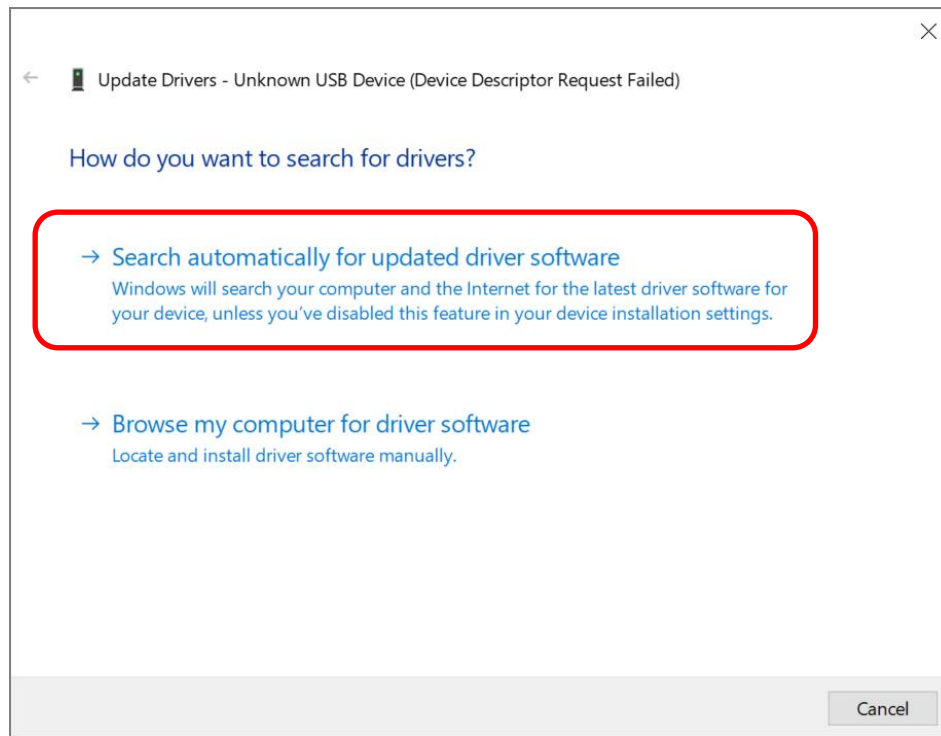 Update Drivers - Unknown USB Device (Device Descriptor Request Failed)
How do you want to search for drivers?
Search automatically for updated driver software
Windows will search your computer and the Internet for the latest driver software for
your device, unless you’ve disabled this feature in your device installation settings.
Browse my computer for driver software
Locate and install driver software manually.
Cancel